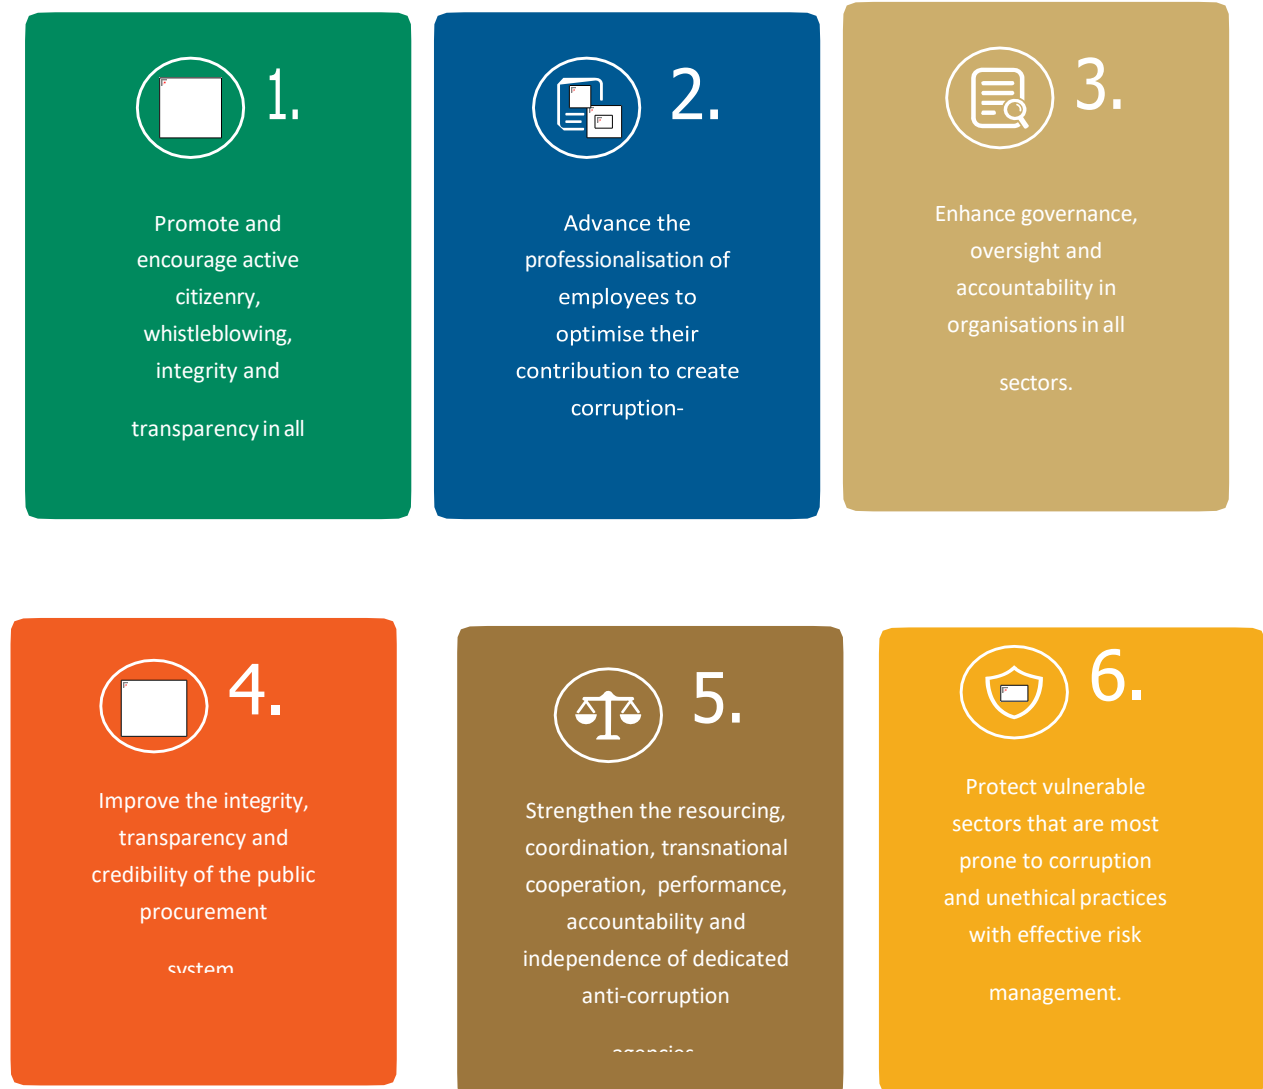 1.
Promote and
encourage active
citizenry,
whistleblowing,
integrity and
transparency in all
2.
Advance the
professionalisation of
employees to
optimise their
contribution to create
corruption-
3.
Enhance governance,
oversight and
accountability in
organisations in all
sectors.
4.
Improve the integrity,
transparency and
credibility of the public
procurement
system
5.
Strengthen the resourcing,
coordination, transnational
cooperation, performance,
accountability and
independence of dedicated
anti-corruption
agencies
6.
Protect vulnerable
sectors that are most
prone to corruption
and unethical practices
with effective risk
management.